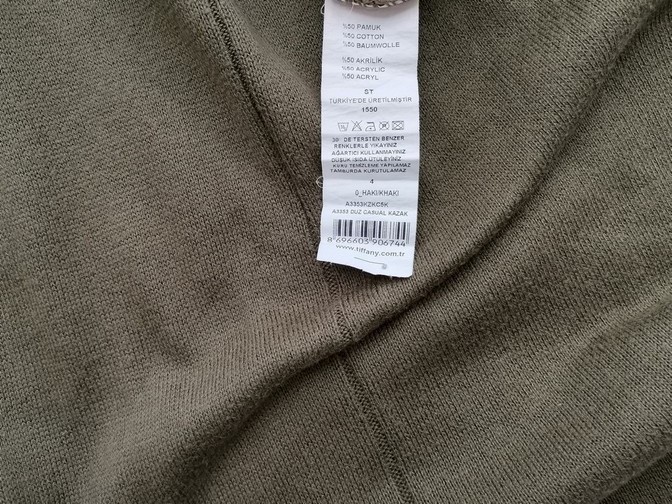 %50 PAMUK
%50 COTTON
%50 BAUMWOLLE
%50 AKRİLİK
%50 ACRYLIC
%50 ACRYL
ST
TÜRKİYE'DE ÜRETİLMİŞTİR
1550
30 DE TERSTEN BENZER
RENKLERLE YIKAYINIZ
AĞARTICI KULLANMAYINIZ
DÜŞÜK ISIDA ÜTÜLEYİNİZ
KURU TEMİZLEME YAPILAMAZ
TAMBURDA KURUTULAMAZ
4
0_HAKI/KHAKI
A3353KZKC5K
A3353 DUZ CASUAL KAZAK
8 696603 906744
www.tiffany.com.tr